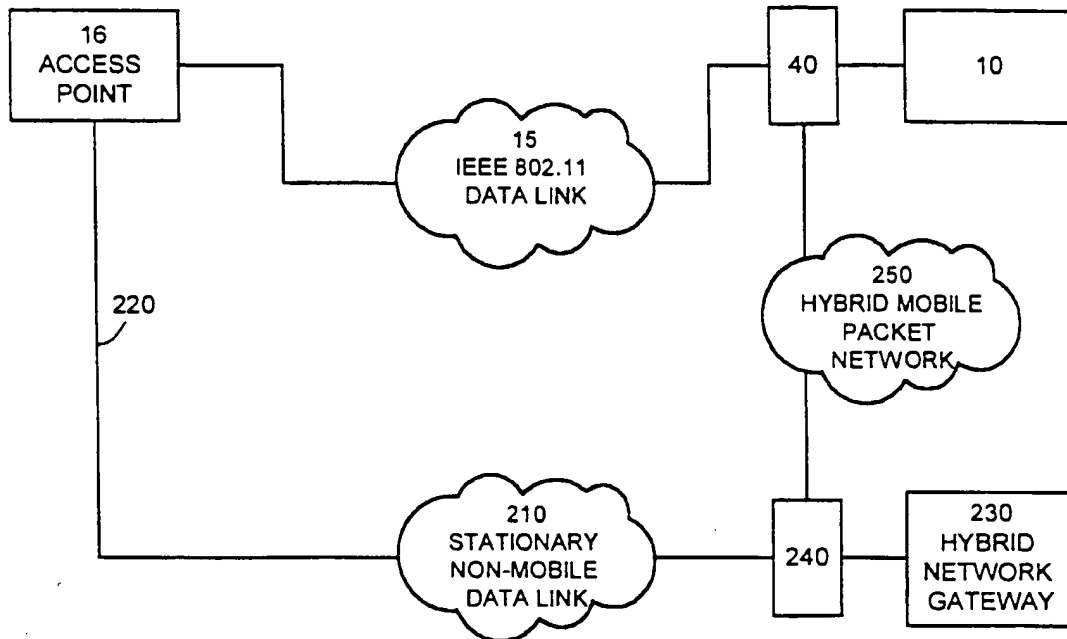 16
ACCESS
POINT
40
10
15
IEEE 802.11
DATA LINK
250
HYBRID MOBILE
PACKET
NETWORK
220
210
STATIONARY
NON-MOBILE
DATA LINK
240
230
HYBRID
NETWORK
GATEWAY